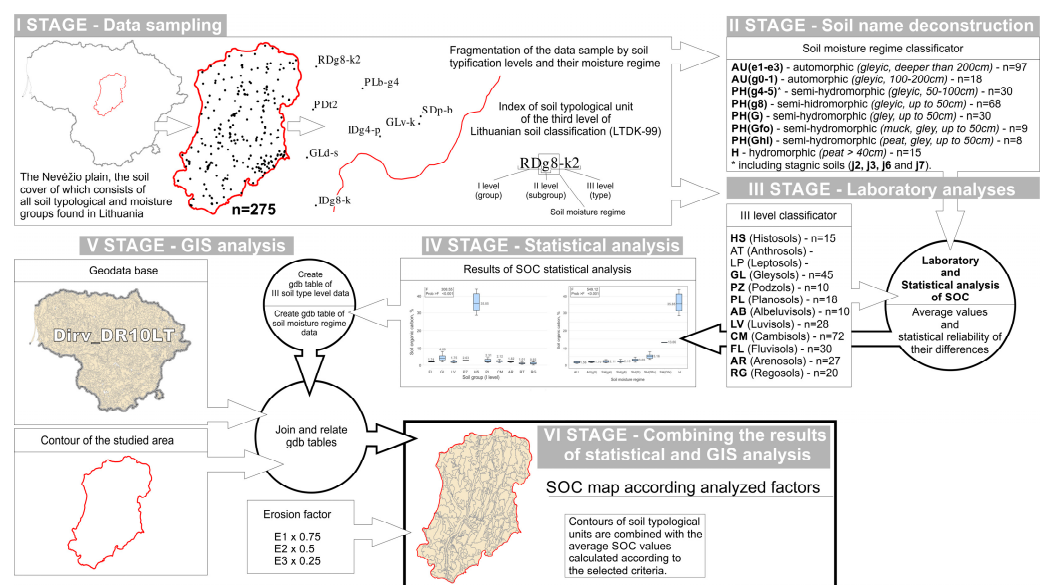 I STAGE - Data sampling
RDg8-k2
PLb-g4
PDt2
SDp-b
GLv-k
IDg4-p
GLd-s
IDg8-k
n=275
The Nevėžio plain, the soil
cover of which consists of
all soil typological and moisture
groups found in Lithuania
Fragmentation of the data sample by soil
typification levels and their moisture regime
Index of soil typological unit
of the third level of
Lithuanian soil classification (LTDK-99)
RDg8-k2
I level
(group)
II level
(subgroup)
III level
(type)
Soil moisture regime
II STAGE - Soil name deconstruction
Soil moisture regime classificator
AU(e1-e3) - automorphic (gleyic, deeper than 200cm) - n=97
AU(g0-1) - automorphic (gleyic, 100-200cm) - n=18
PH(g4-5)* - semi-hydromorphic (gleyic, 50-100cm) - n=30
PH(g8) - semi-hidromorphic (gleyic, up to 50cm) - n=68
PH(G) - semi-hydromorphic (gley, up to 50cm) - n=30
PH(Gfo) - semi-hydromorphic (muck, gley, up to 50cm) - n=9
PH(Ghl) - semi-hydromorphic (peat, gley, up to 50cm) - n=8
H - hydromorphic (peat > 40cm) - n=15
* including stagnic soils (j2, j3, j6 and j7).
III STAGE - Laboratory analyses
III level classificator
HS (Histosols) - n=15
AT (Anthrosols) -
LP (Leptosols) -
GL (Gleysols) - n=45
PZ (Podzols) - n=10
PL (Planosols) - n=18
AB (Albeluvisols) - n=10
LV (Luvisols) - n=28
CM (Cambisols) - n=72
FL (Fluvisols) - n=30
AR (Arenosols) - n=27
RG (Regosols) - n=20
Laboratory
and
Statistical analysis
of SOC
Average values
and
statistical reliability of
their differences
IV STAGE - Statistical analysis
Results of SOC statistical analysis
Soil organic carbon, %
Soil group (I level)
Soil organic carbon, %
Soil moisture regime
V STAGE - GIS analysis
Geodata base
Dirv_DR10LT
Create
gdb table of
III soil type level data
Create gdb table of
soil moisture regime
data
Contour of the studied area
Join and relate
gdb tables
Erosion factor
E1 x 0.75
E2 x 0.5
E3 x 0.25
VI STAGE - Combining the results
of statistical and GIS analysis
SOC map according analyzed factors
Contours of soil typological
units are combined with the
average SOC values
calculated according to
the selected criteria.